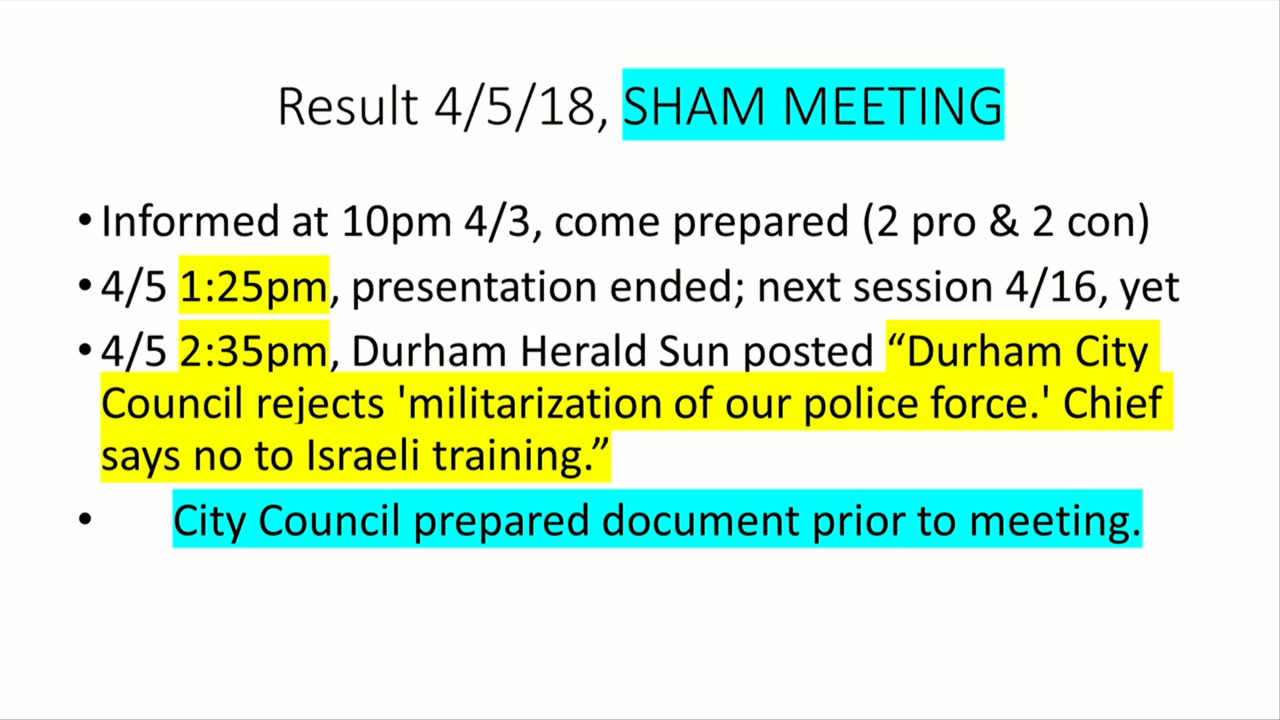 Result 4/5/18, SHAM MEETING
• Informed at 10pm 4/3, come prepared (2 pro & 2 con)
• 4/5 1:25pm, presentation ended; next session 4/16, yet
• 4/5 2:35pm, Durham Herald Sun posted “Durham City
Council rejects 'militarization of our police force.' Chief
says no to Israeli training.”
• City Council prepared document prior to meeting.